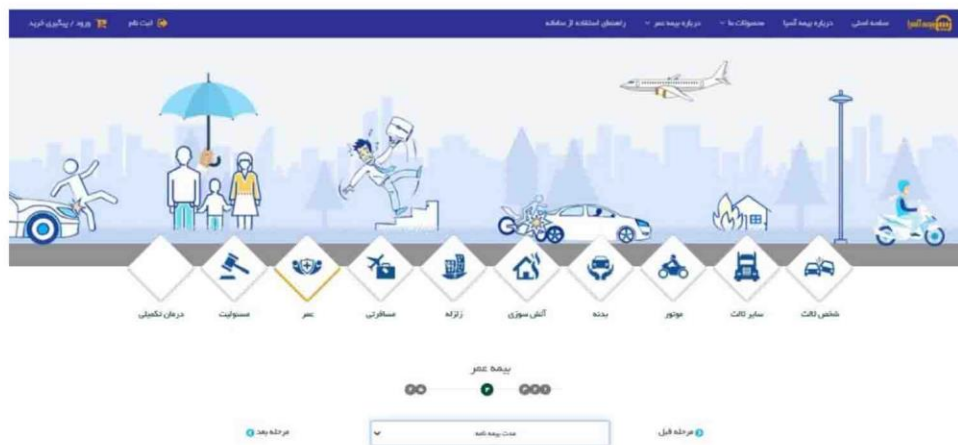 بیمه آسیا صفحه اصلی درباره بیمه آسیا محصولات ما درباره بیمه عمر راهنمای استفاده از سامانه ثبت نام ورود / پیگیری خرید
شخص ثالث سایر ثالث موتور بدنه آتش سوزی زلزله مسافرتی عمر مسئولیت درمان تکمیلی
بیمه عمر
مرحله قبل مدت بیمه نامه مرحله بعد